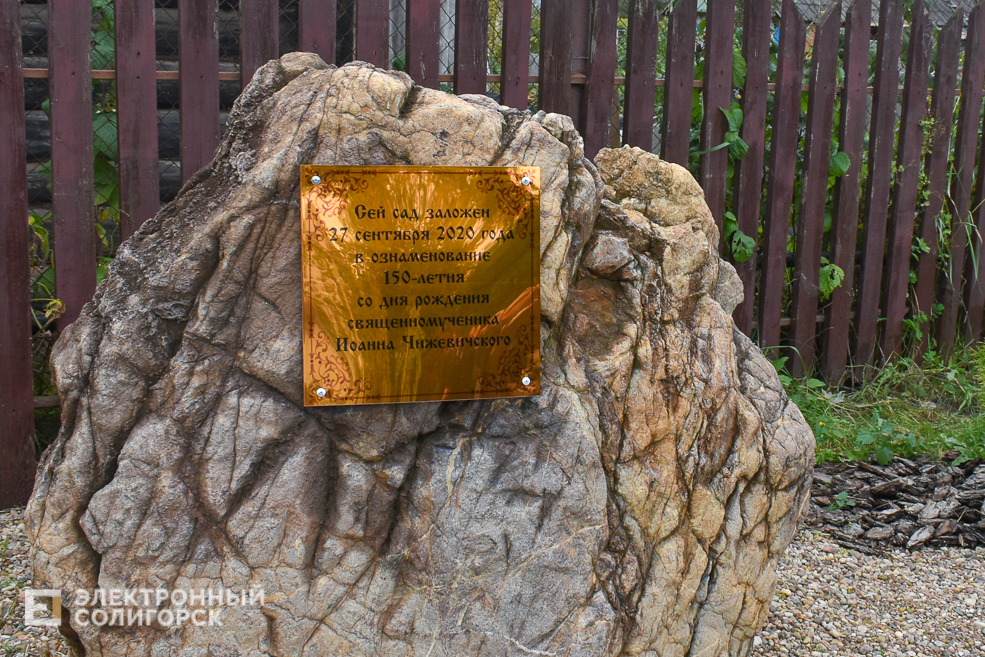 Сей сад заложен
27 сентября 2020 года
в ознаменование
150-летия
со дня рождения
священномученика
Иоанна Чижевичского
ЭЛЕКТРОННЫЙ
СОЛИГОРСК